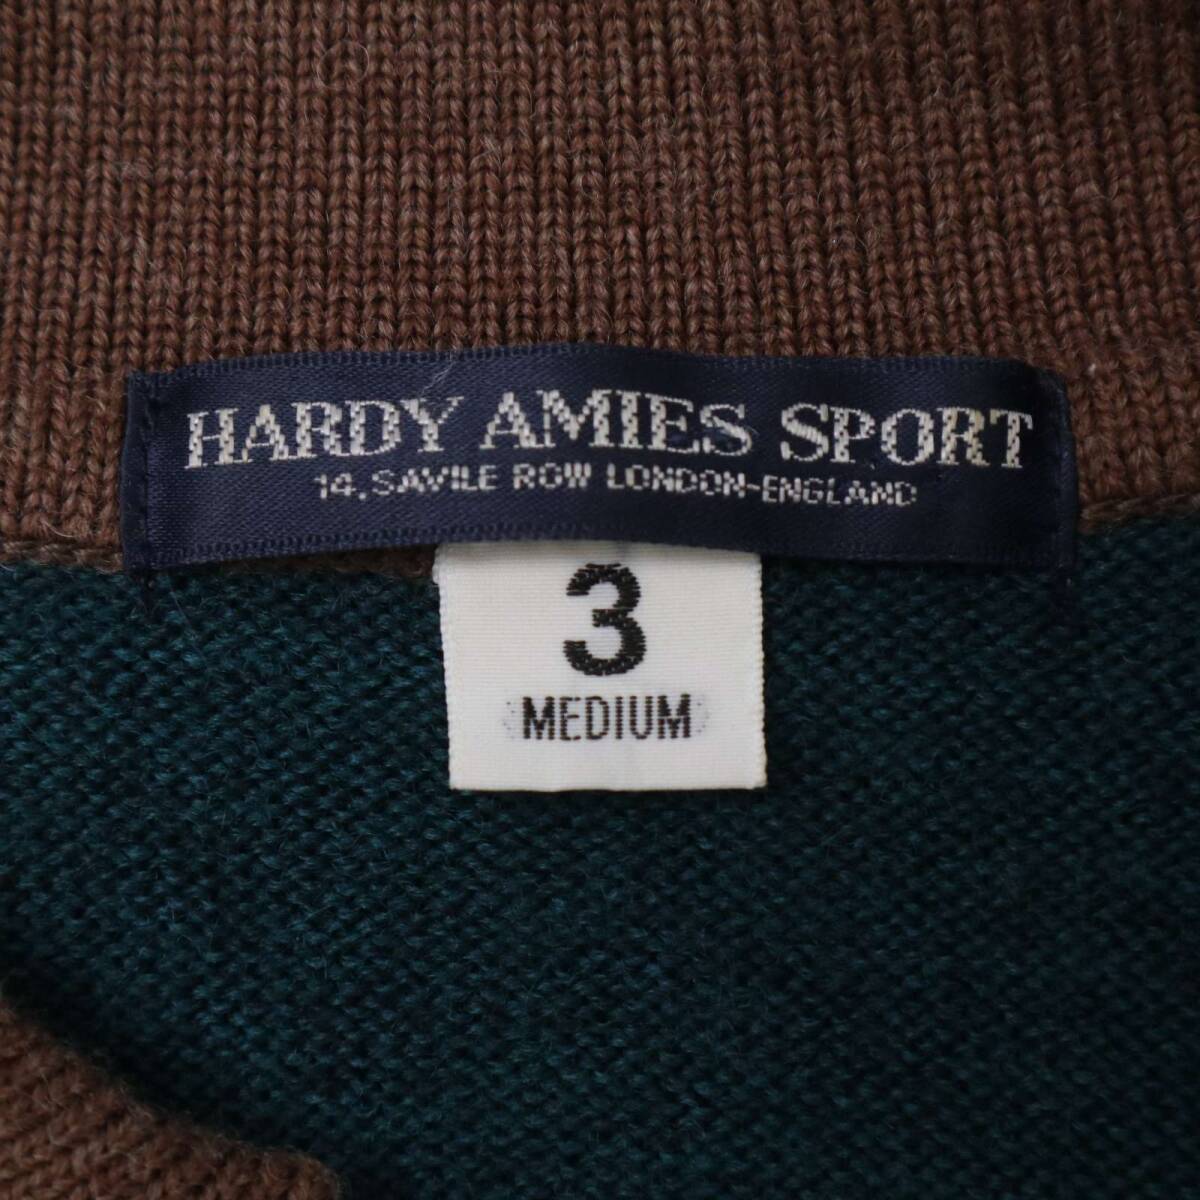 HARDY AMIES SPORT
14.SAVILE ROW LONDON-ENGLAND
3
MEDIUM